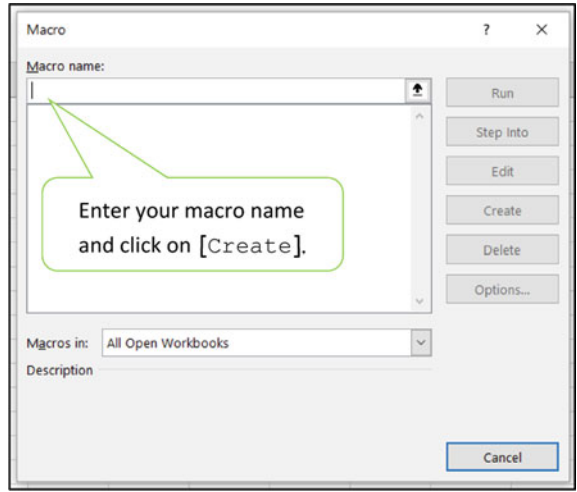 Macro ? ×
Macro name:
Run
Step Into
Enter your macro name
and click on [Create].
Edit
Create
Delete
Options...
Macros in: All Open Workbooks
Description
Cancel